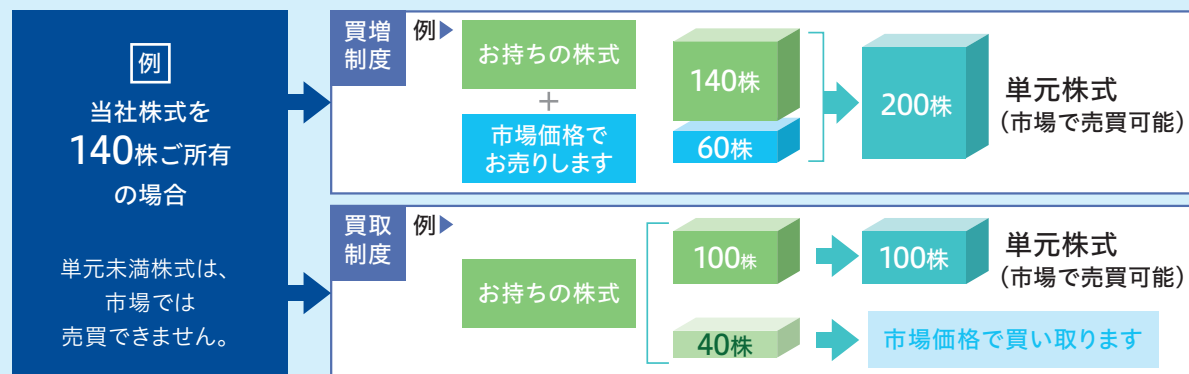 例
当社株式を
140株ご所有
の場合
単元未満株式は、
市場では
売買できません。
買増
制度
例
お持ちの株式
+
市場価格で
お売りします
140株
60株
200株
単元株式
（市場で売買可能）
買取
制度
例
お持ちの株式
100株
100株
単元株式
（市場で売買可能）
40株
市場価格で買い取ります